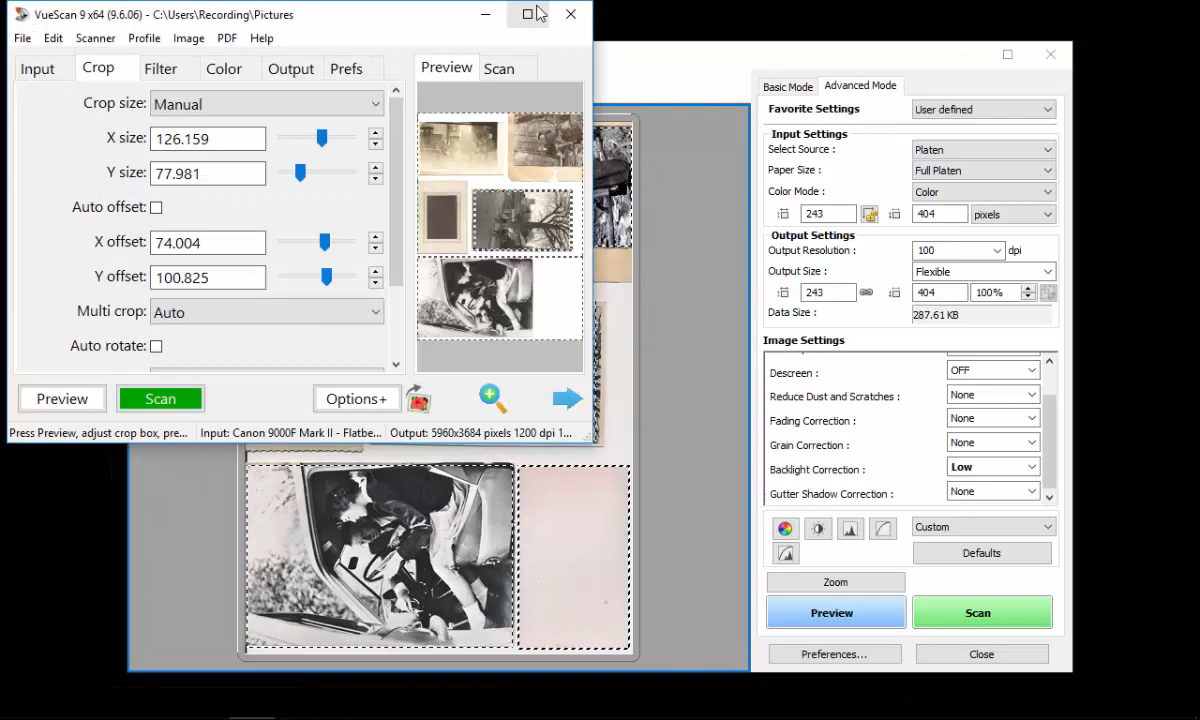 VueScan 9 x64 (9.6.06) - C:\Users\Recording\Pictures
File Edit Scanner Profile Image PDF Help
Input Crop Filter Color Output Prefs
Preview Scan
Crop size: Manual
X size: 126.159
Y size: 77.981
Auto offset:
X offset: 74.004
Y offset: 100.825
Multi crop: Auto
Auto rotate:
Preview Scan Options+
Press Preview, adjust crop box, pre... Input: Canon 9000F Mark II - Flatbe... Output: 5960x3684 pixels 1200 dpi 1...
Basic Mode Advanced Mode
Favorite Settings User defined
Input Settings
Select Source : Platen
Paper Size : Full Platen
Color Mode : Color
243 404 pixels
Output Settings
Output Resolution : 100 dpi
Output Size : Flexible
243 404 100%
Data Size : 287.61 KB
Image Settings
Descreen : OFF
Reduce Dust and Scratches : None
Fading Correction : None
Grain Correction : None
Backlight Correction : Low
Gutter Shadow Correction : None
Custom
Defaults
Zoom
Preview Scan
Preferences... Close